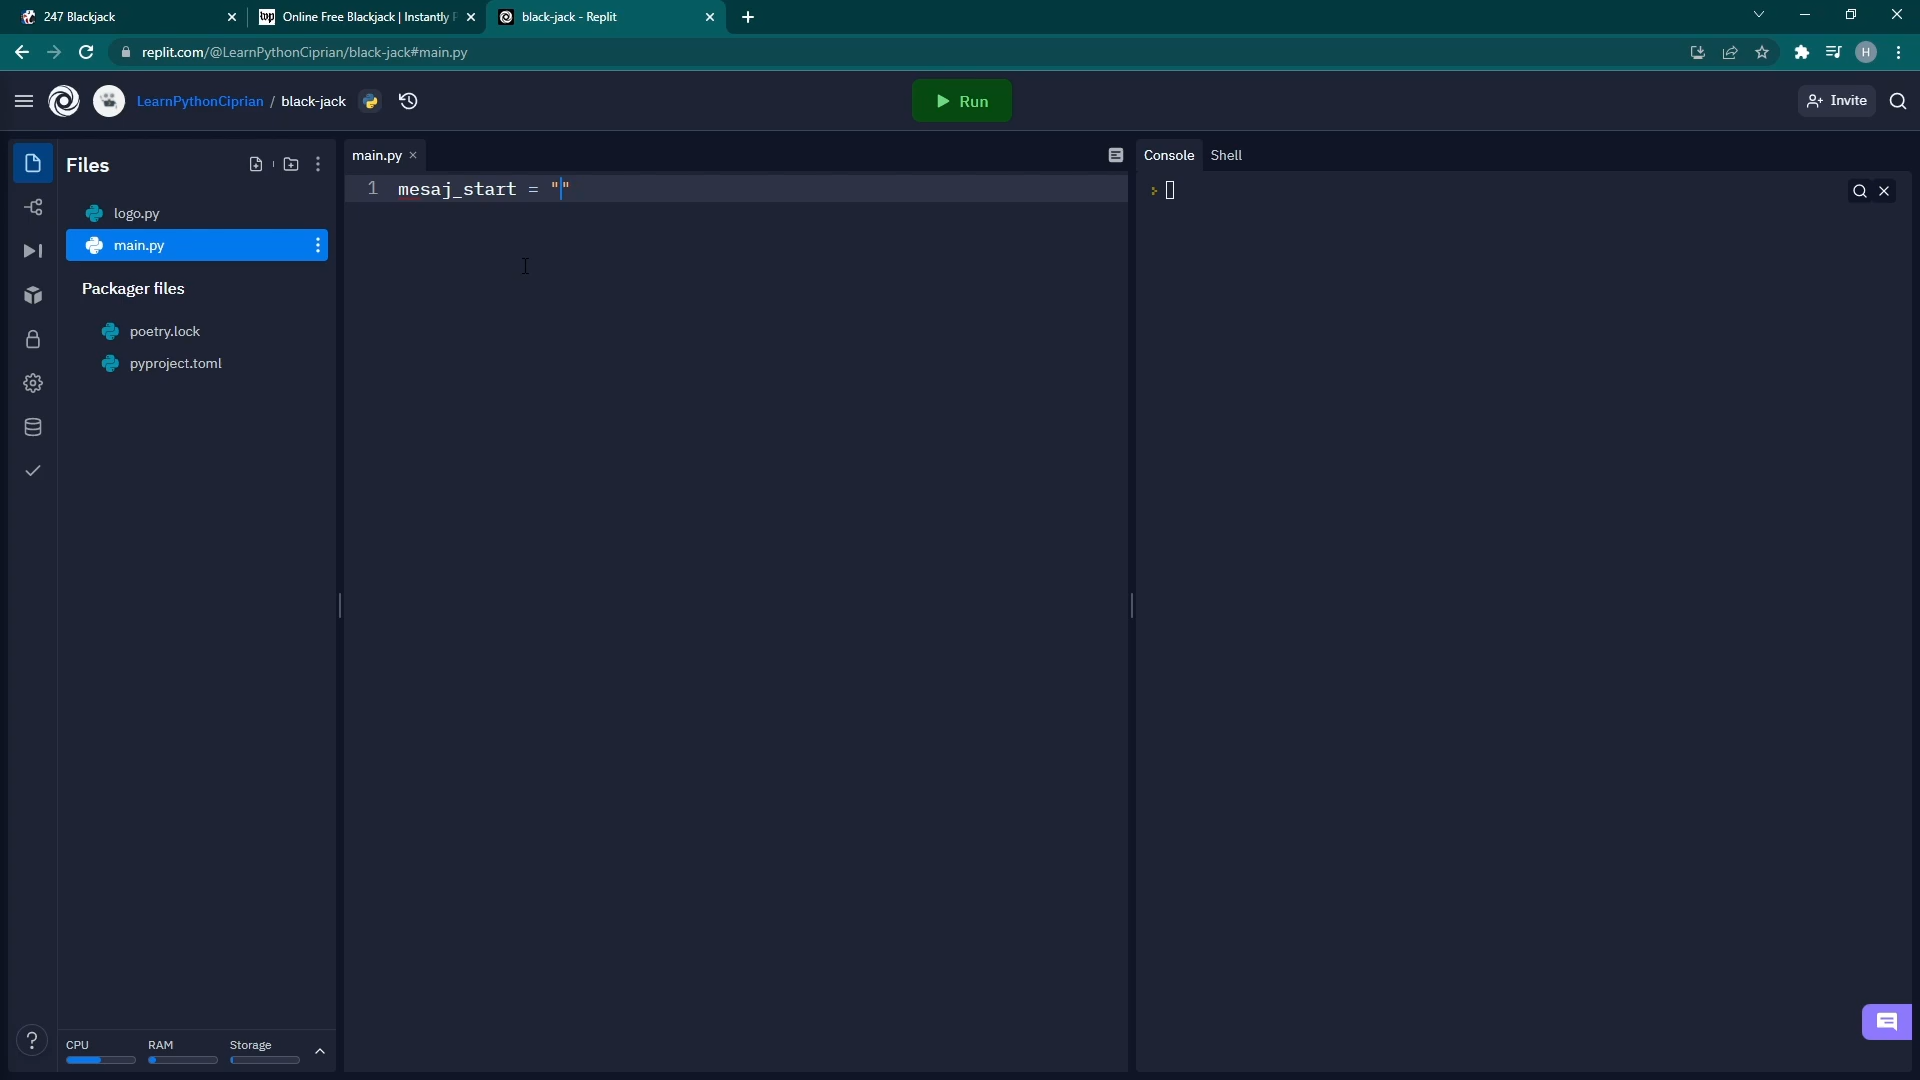 247 Blackjack
Online Free Blackjack | Instantly
black-jack - Replit
replit.com/@LearnPythonCiprian/black-jack#main.py
H
LearnPythonCiprian / black-jack
Run
Invite
Files
main.py
Console
Shell
1 mesaj_start = ""
logo.py
main.py
Packager files
poetry.lock
pyproject.toml
?
CPU
RAM
Storage